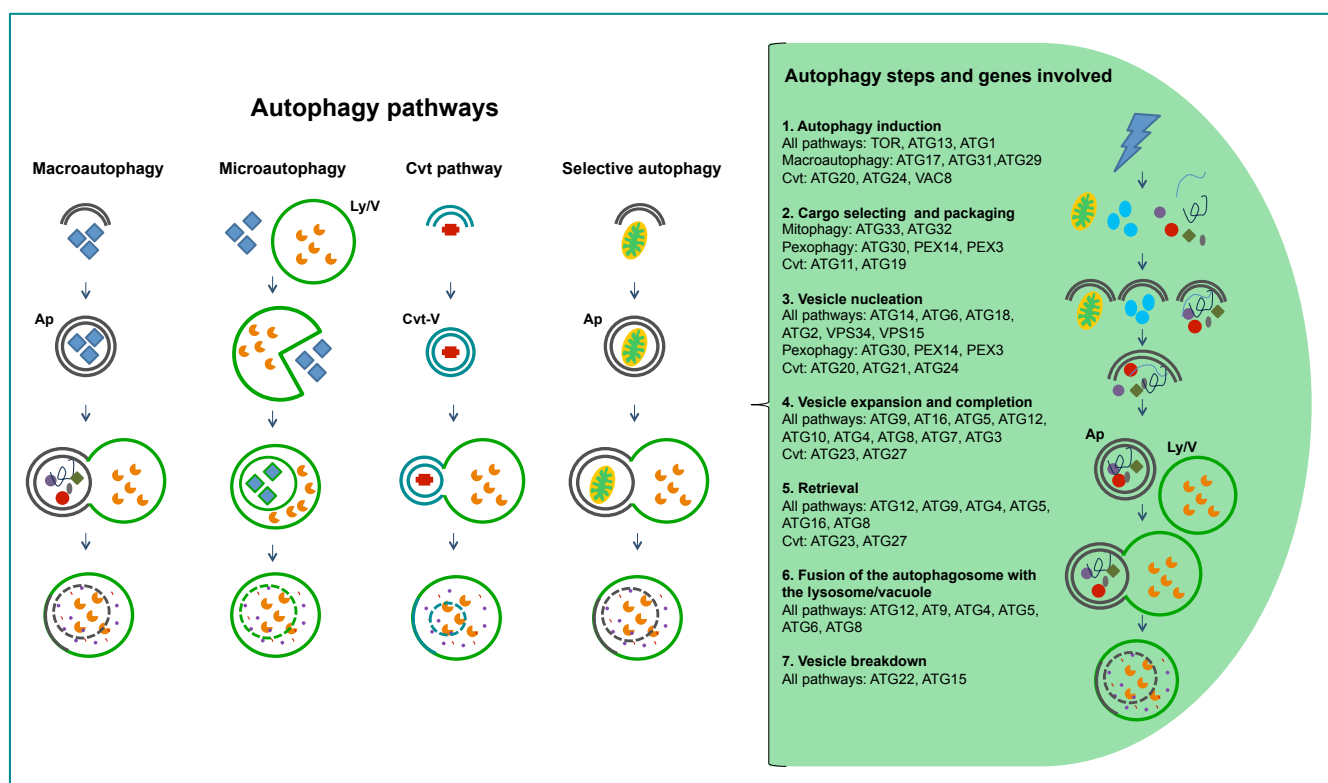 Autophagy pathways
Macroautophagy
Microautophagy
Cvt pathway
Selective autophagy
Ly/V
Ap
Cvt-V
Ap
Autophagy steps and genes involved
1. Autophagy induction
All pathways: TOR, ATG13, ATG1
Macroautophagy: ATG17, ATG31,ATG29
Cvt: ATG20, ATG24, VAC8
2. Cargo selecting  and packaging
Mitophagy: ATG33, ATG32
Pexophagy: ATG30, PEX14, PEX3
Cvt: ATG11, ATG19
3. Vesicle nucleation
All pathways: ATG14, ATG6, ATG18,
ATG2, VPS34, VPS15
Pexophagy: ATG30, PEX14, PEX3
Cvt: ATG20, ATG21, ATG24
4. Vesicle expansion and completion
All pathways: ATG9, AT16, ATG5, ATG12,
ATG10, ATG4, ATG8, ATG7, ATG3
Cvt: ATG23, ATG27
5. Retrieval
All pathways: ATG12, ATG9, ATG4, ATG5,
ATG16, ATG8
Cvt: ATG23, ATG27
6. Fusion of the autophagosome with
the lysosome/vacuole
All pathways: ATG12, AT9, ATG4, ATG5,
ATG6, ATG8
7. Vesicle breakdown
All pathways: ATG22, ATG15
Ap
Ly/V